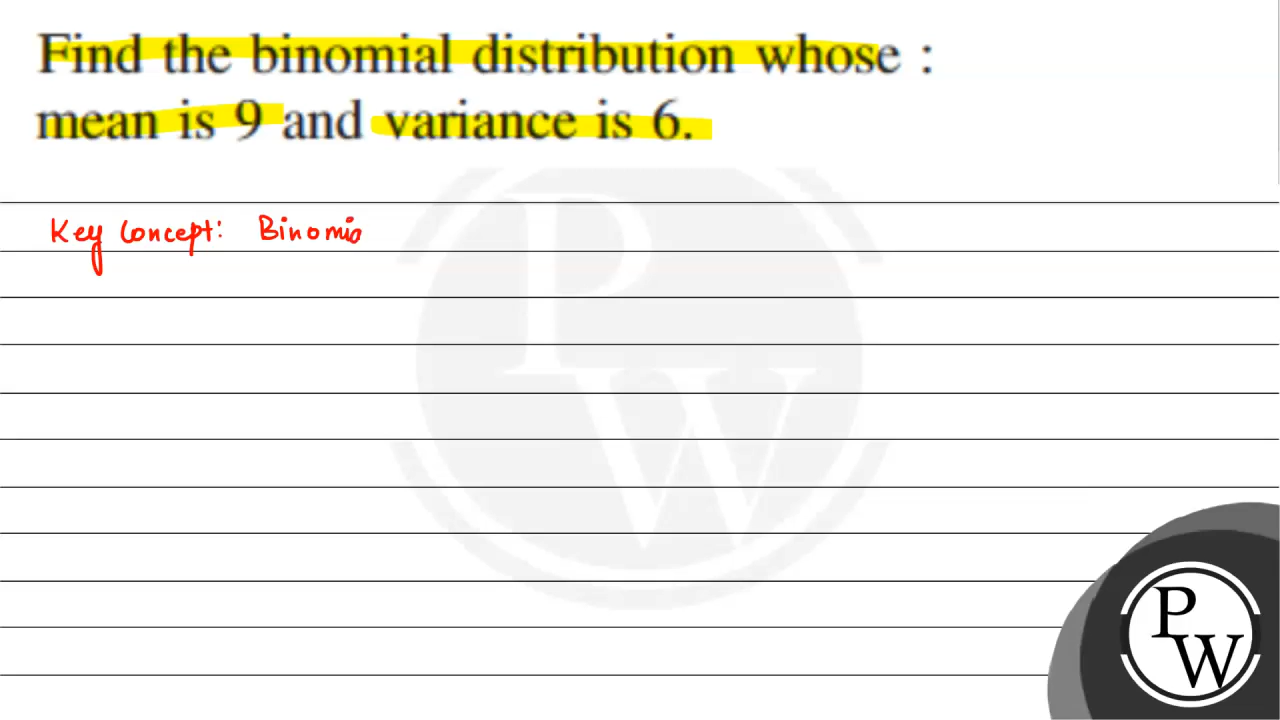 Find the binomial distribution whose :
mean is 9 and variance is 6.
Key Concept: Binomia
P
W
P
W